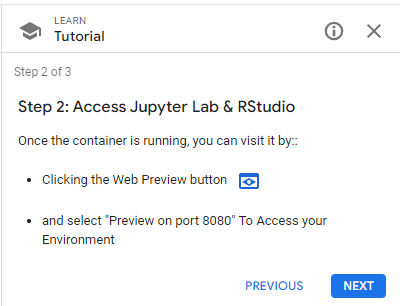 LEARN
Tutorial
Step 2 of 3
Step 2: Access Jupyter Lab & RStudio
Once the container is running, you can visit it by::
Clicking the Web Preview button
and select "Preview on port 8080" To Access your
Environment
PREVIOUS NEXT